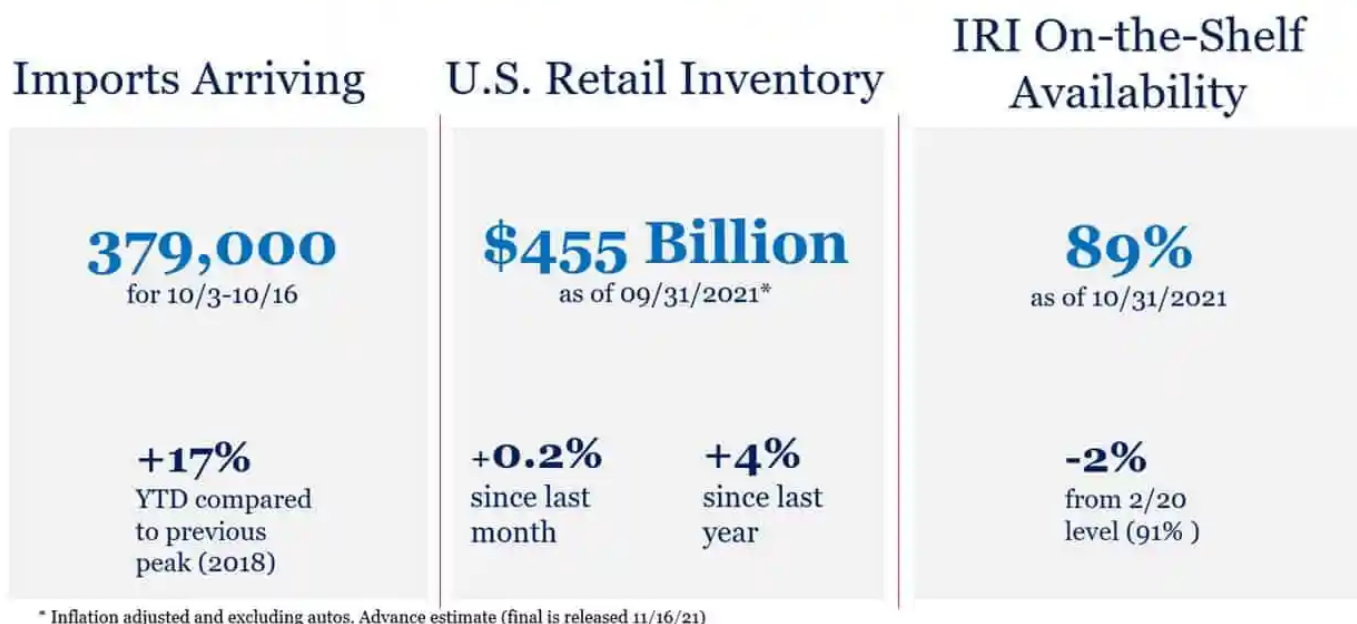 Imports Arriving
379,000
for 10/3-10/16
+17%
YTD compared
to previous
peak (2018)
U.S. Retail Inventory
$455 Billion
as of 09/31/2021*
+0.2%
since last
month
+4%
since last
year
IRI On-the-Shelf
Availability
89%
as of 10/31/2021
-2%
from 2/20
level (91% )
* Inflation adjusted and excluding autos. Advance estimate (final is released 11/16/21)